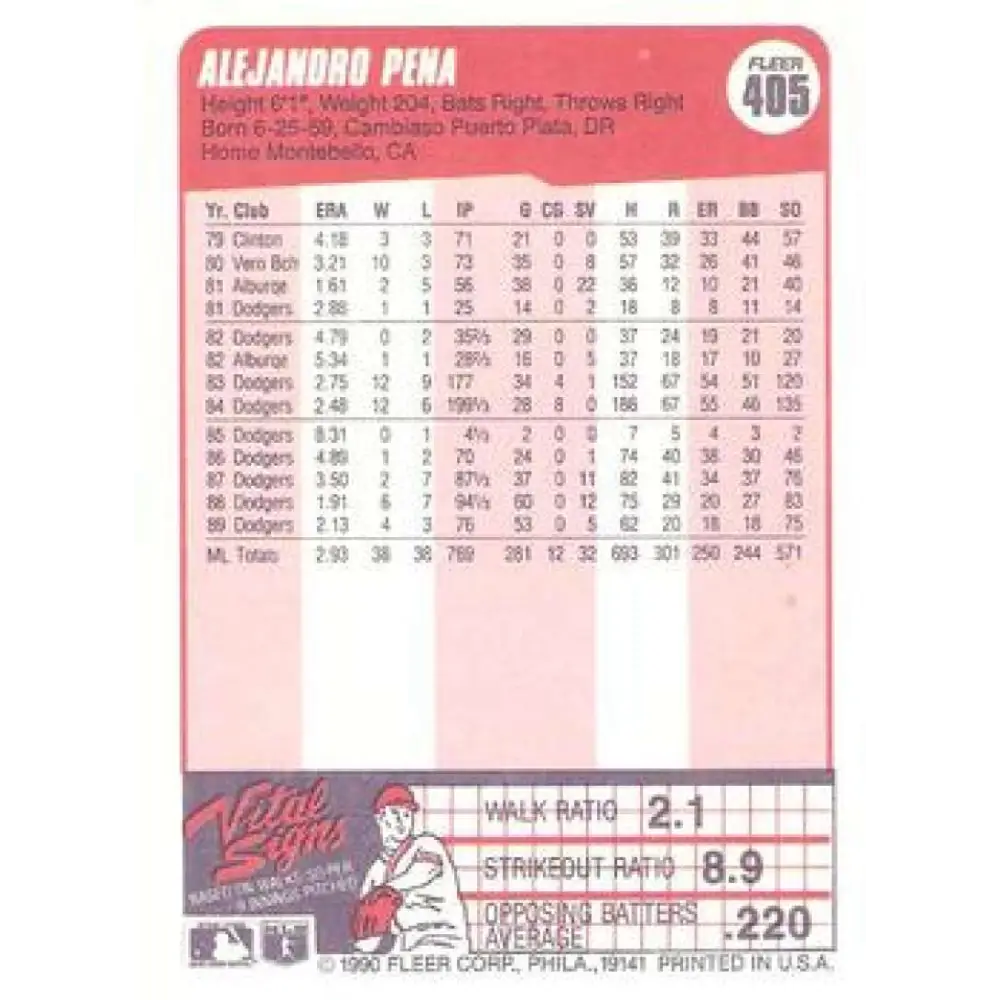 ALEJANDRO PENA
FLEER
405
Height 6'1", Weight 204, Bats Right, Throws Right
Born 6-25-59, Cambiaso Puerto Plata, DR
Home Montebello, CA
Yr. Club ERA W L IP G CG SV H R ER BB SO
79 Clinton 4.18 3 3 71 21 0 0 53 39 33 44 57
80 Vero Bch 3.21 10 3 73 35 0 8 57 32 26 41 46
81 Alburqe 1.61 2 5 56 38 0 22 36 12 10 21 40
81 Dodgers 2.88 1 1 25 14 0 2 18 8 8 11 14
82 Dodgers 4.79 0 2 35⅔ 29 0 0 37 24 19 21 20
82 Alburqe 5.34 1 1 28⅔ 16 0 5 37 18 17 10 27
83 Dodgers 2.75 12 9 177 34 4 1 152 67 54 51 120
84 Dodgers 2.48 12 6 199⅓ 28 8 0 186 67 55 46 135
85 Dodgers 8.31 0 1 4⅓ 2 0 0 7 5 4 3 2
86 Dodgers 4.89 1 2 70 24 0 1 74 40 38 30 46
87 Dodgers 3.50 2 7 87⅓ 37 0 11 82 41 34 37 76
88 Dodgers 1.91 6 7 94⅓ 60 0 12 75 29 20 27 83
89 Dodgers 2.13 4 3 76 53 0 5 62 20 18 18 75
ML Totals 2.93 38 38 769 281 12 32 693 301 250 244 571
Vital
Signs
BASED ON WALKS, SO PER
9 INNINGS PITCHED
WALK RATIO 2.1
STRIKEOUT RATIO 8.9
OPPOSING BATTERS
AVERAGE .220
© 1990 FLEER CORP., PHILA., 19141 PRINTED IN U.S.A.